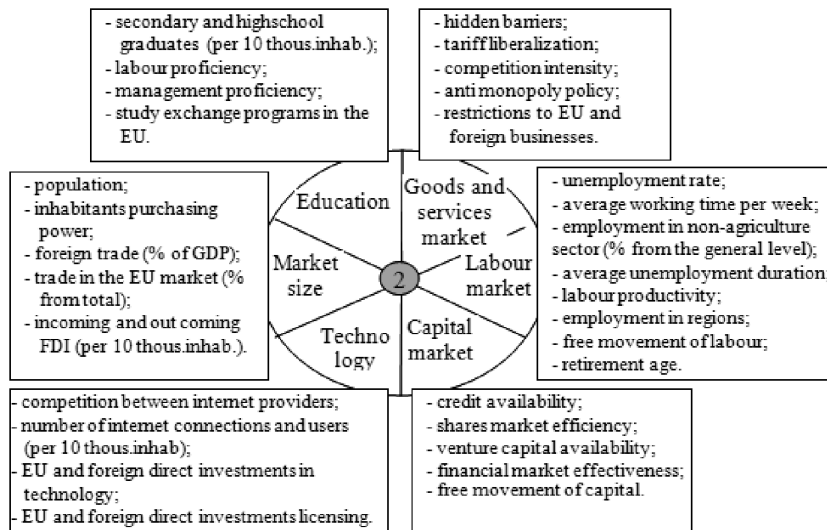 - secondary and highschool
graduates (per 10 thous.inhab.);
- labour proficiency;
- management proficiency;
- study exchange programs in the
EU.
- hidden barriers;
- tariff liberalization;
- competition intensity;
- anti monopoly policy;
- restrictions to EU and
foreign businesses.
- population;
- inhabitants purchasing
power;
- foreign trade (% of GDP);
- trade in the EU market (%
from total);
- incoming and out coming
FDI (per 10 thous.inhab.).
Education
Goods and
services
market
Market
size
2
Labour
market
Techno
logy
Capital
market
- unemployment rate;
- average working time per week;
- employment in non-agriculture
sector (% from the general level);
- average unemployment duration;
- labour productivity;
- employment in regions;
- free movement of labour;
- retirement age.
- competition between internet providers;
- number of internet connections and users
(per 10 thous.inhab);
- EU and foreign direct investments in
technology;
- EU and foreign direct investments licensing.
- credit availability;
- shares market efficiency;
- venture capital availability;
- financial market effectiveness;
- free movement of capital.